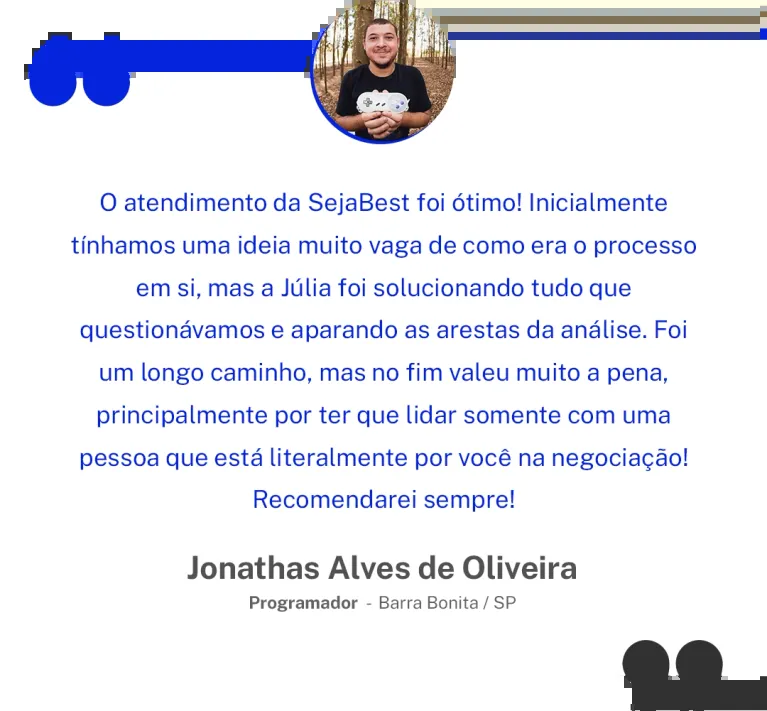 O atendimento da SejaBest foi ótimo! Inicialmente
tínhamos uma ideia muito vaga de como era o processo
em si, mas a Júlia foi solucionando tudo que
questionávamos e aparando as arestas da análise. Foi
um longo caminho, mas no fim valeu muito a pena,
principalmente por ter que lidar somente com uma
pessoa que está literalmente por você na negociação!
Recomendarei sempre!
Jonathas Alves de Oliveira
Programador - Barra Bonita / SP